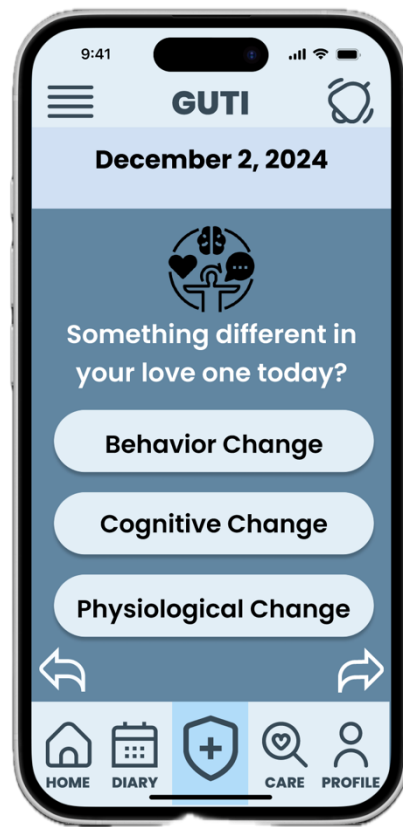 9:41
GUTI
December 2, 2024
Something different in
your love one today?
Behavior Change
Cognitive Change
Physiological Change
HOME DIARY CARE PROFILE